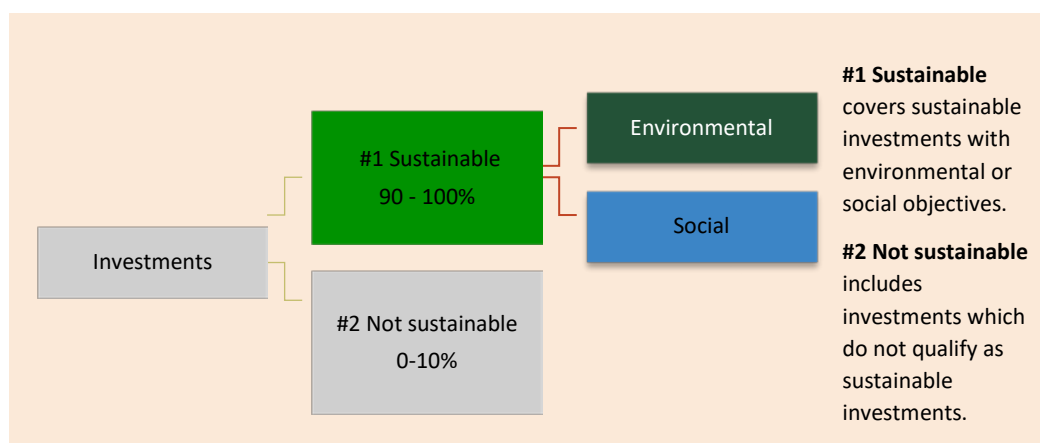 Investments
#1 Sustainable
90 - 100%
#2 Not sustainable
0-10%
Environmental
Social
#1 Sustainable
covers sustainable
investments with
environmental or
social objectives.
#2 Not sustainable
includes
investments which
do not qualify as
sustainable
investments.